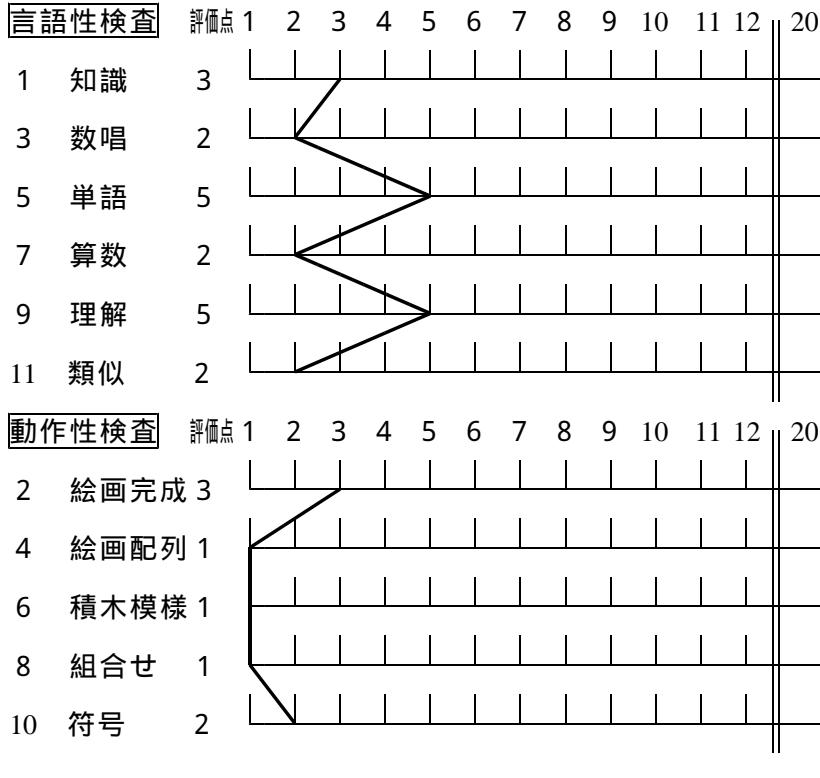 言語性検査 評価点 1 2 3 4 5 6 7 8 9 10 11 12 20
1 知識 3
3 数唱 2
5 単語 5
7 算数 2
9 理解 5
11 類似 2
動作性検査 評価点 1 2 3 4 5 6 7 8 9 10 11 12 20
2 絵画完成 3
4 絵画配列 1
6 積木模様 1
8 組合せ 1
10 符号 2